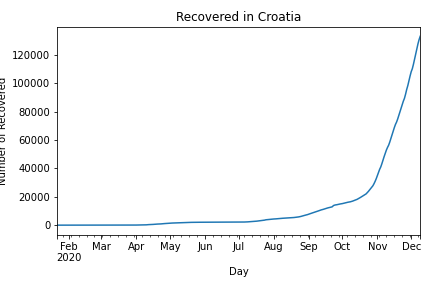 Recovered in Croatia
Number of Recovered
120000
100000
80000
60000
40000
20000
0
Feb Mar Apr May Jun Jul Aug Sep Oct Nov Dec
2020
Day